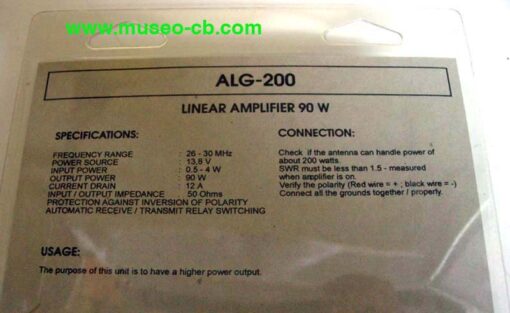 www.museo-cb.com
ALG-200
LINEAR AMPLIFIER 90 W
SPECIFICATIONS:
FREQUENCY RANGE : 26 - 30 MHz
POWER SOURCE : 13,8 V
INPUT POWER : 0.5 - 4 W
OUTPUT POWER : 90 W
CURRENT DRAIN : 12 A
INPUT / OUTPUT IMPEDANCE : 50 Ohms
PROTECTION AGAINST INVERSION OF POLARITY
AUTOMATIC RECEIVE / TRANSMIT RELAY SWITCHING
CONNECTION:
Check if the antenna can handle power of
about 200 watts.
SWR must be less than 1.5 - measured
when amplifier is on.
Verify the polarity (Red wire = + ; black wire = -)
Connect all the grounds together / properly.
USAGE:
The purpose of this unit is to have a higher power output.